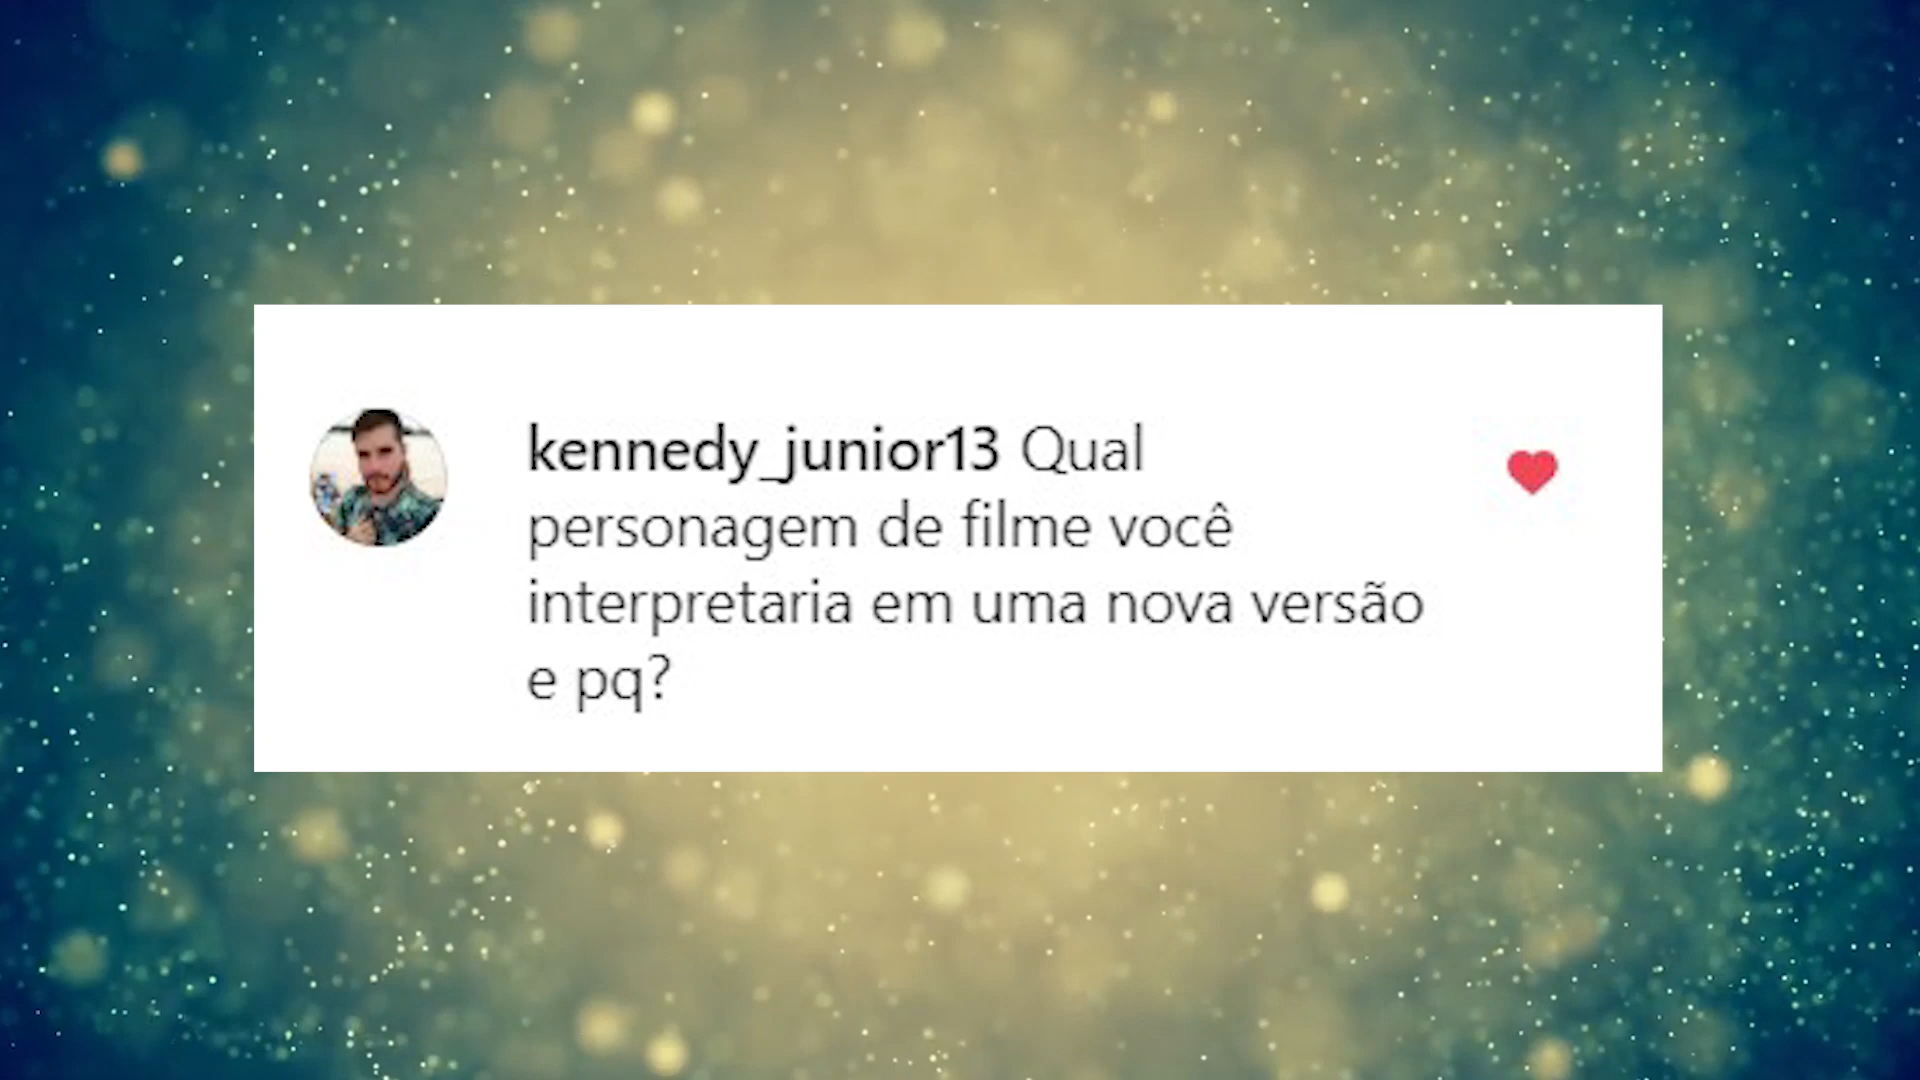 kennedy_junior13 Qual
personagem de filme você
interpretaria em uma nova versão
e pq?